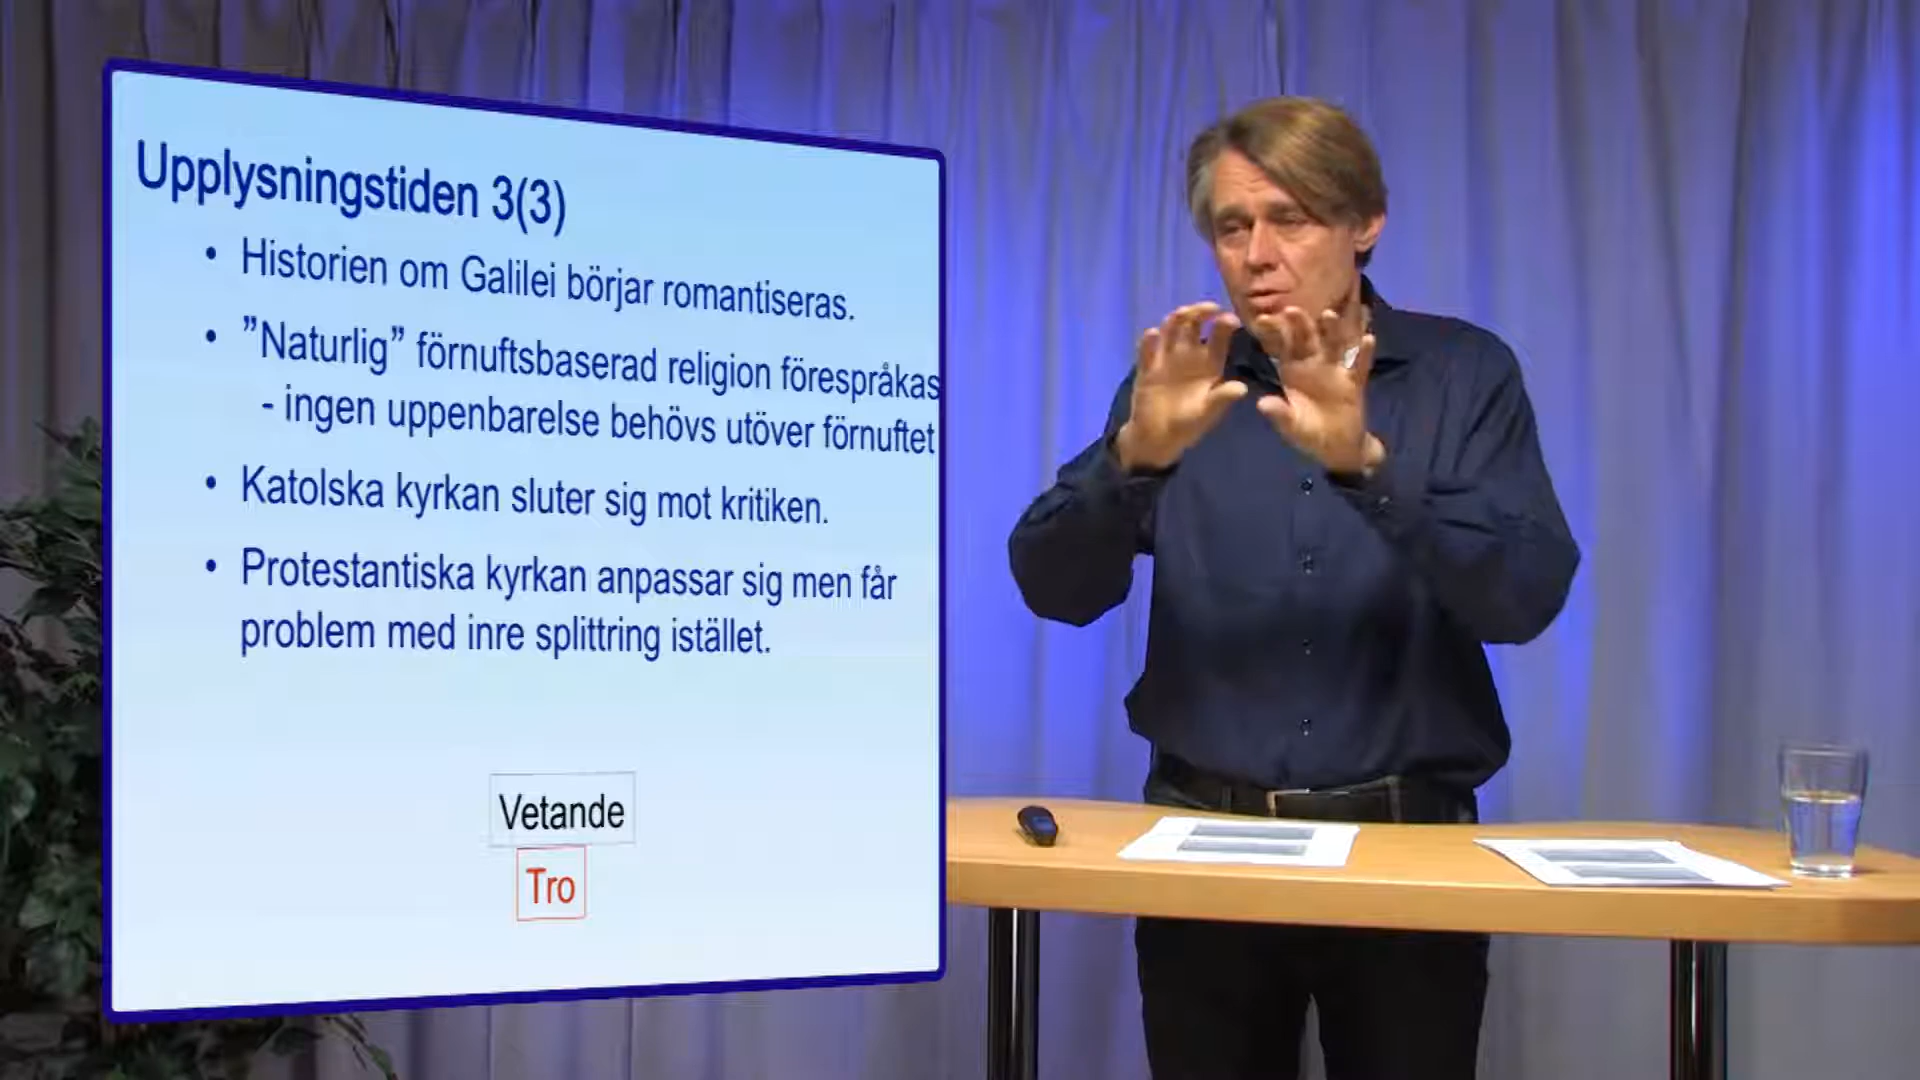 Upplysningstiden 3(3)
• Historien om Galilei börjar romantiseras.
• ”Naturlig” förnuftsbaserad religion förespråkas
- ingen uppenbarelse behövs utöver förnuftet
• Katolska kyrkan sluter sig mot kritiken.
• Protestantiska kyrkan anpassar sig men får
problem med inre splittring istället.
Vetande
Tro